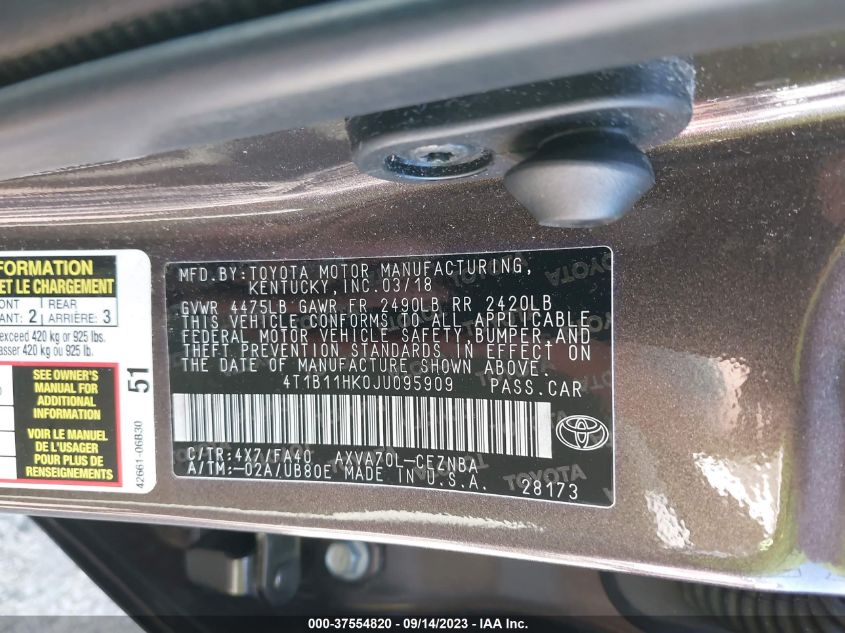 MFD.BY:TOYOTA MOTOR MANUFACTURING,
KENTUCKY, INC.03/18
GVWR 4475LB GAWR FR 2490LB RR 2420LB
THIS VEHICLE CONFORMS TO ALL APPLICABLE
FEDERAL MOTOR VEHICLE SAFETY, BUMPER, AND
THEFT PREVENTION STANDARDS IN EFFECT ON
THE DATE OF MANUFACTURE SHOWN ABOVE.
4T1B11HK0JU095909 PASS.CAR
C/TR:4X7/FA40 AXVA70L-CEZNBA
A/TM:-02A/UB80E MADE IN U.S.A. 28173
FORMATION
ET LE CHARGEMENT
ONT 2 REAR
ANT: 2 ARRIÈRE: 3
exceed 420 kg or 925 lbs.
asser 420 kg ou 925 lb.
SEE OWNER'S
MANUAL FOR
ADDITIONAL
INFORMATION
VOIR LE MANUEL
DE L'USAGER
POUR PLUS DE
RENSEIGNEMENTS
51
42661-06B30
TOYOTA
000-37554820 - 09/14/2023 - IAA Inc.